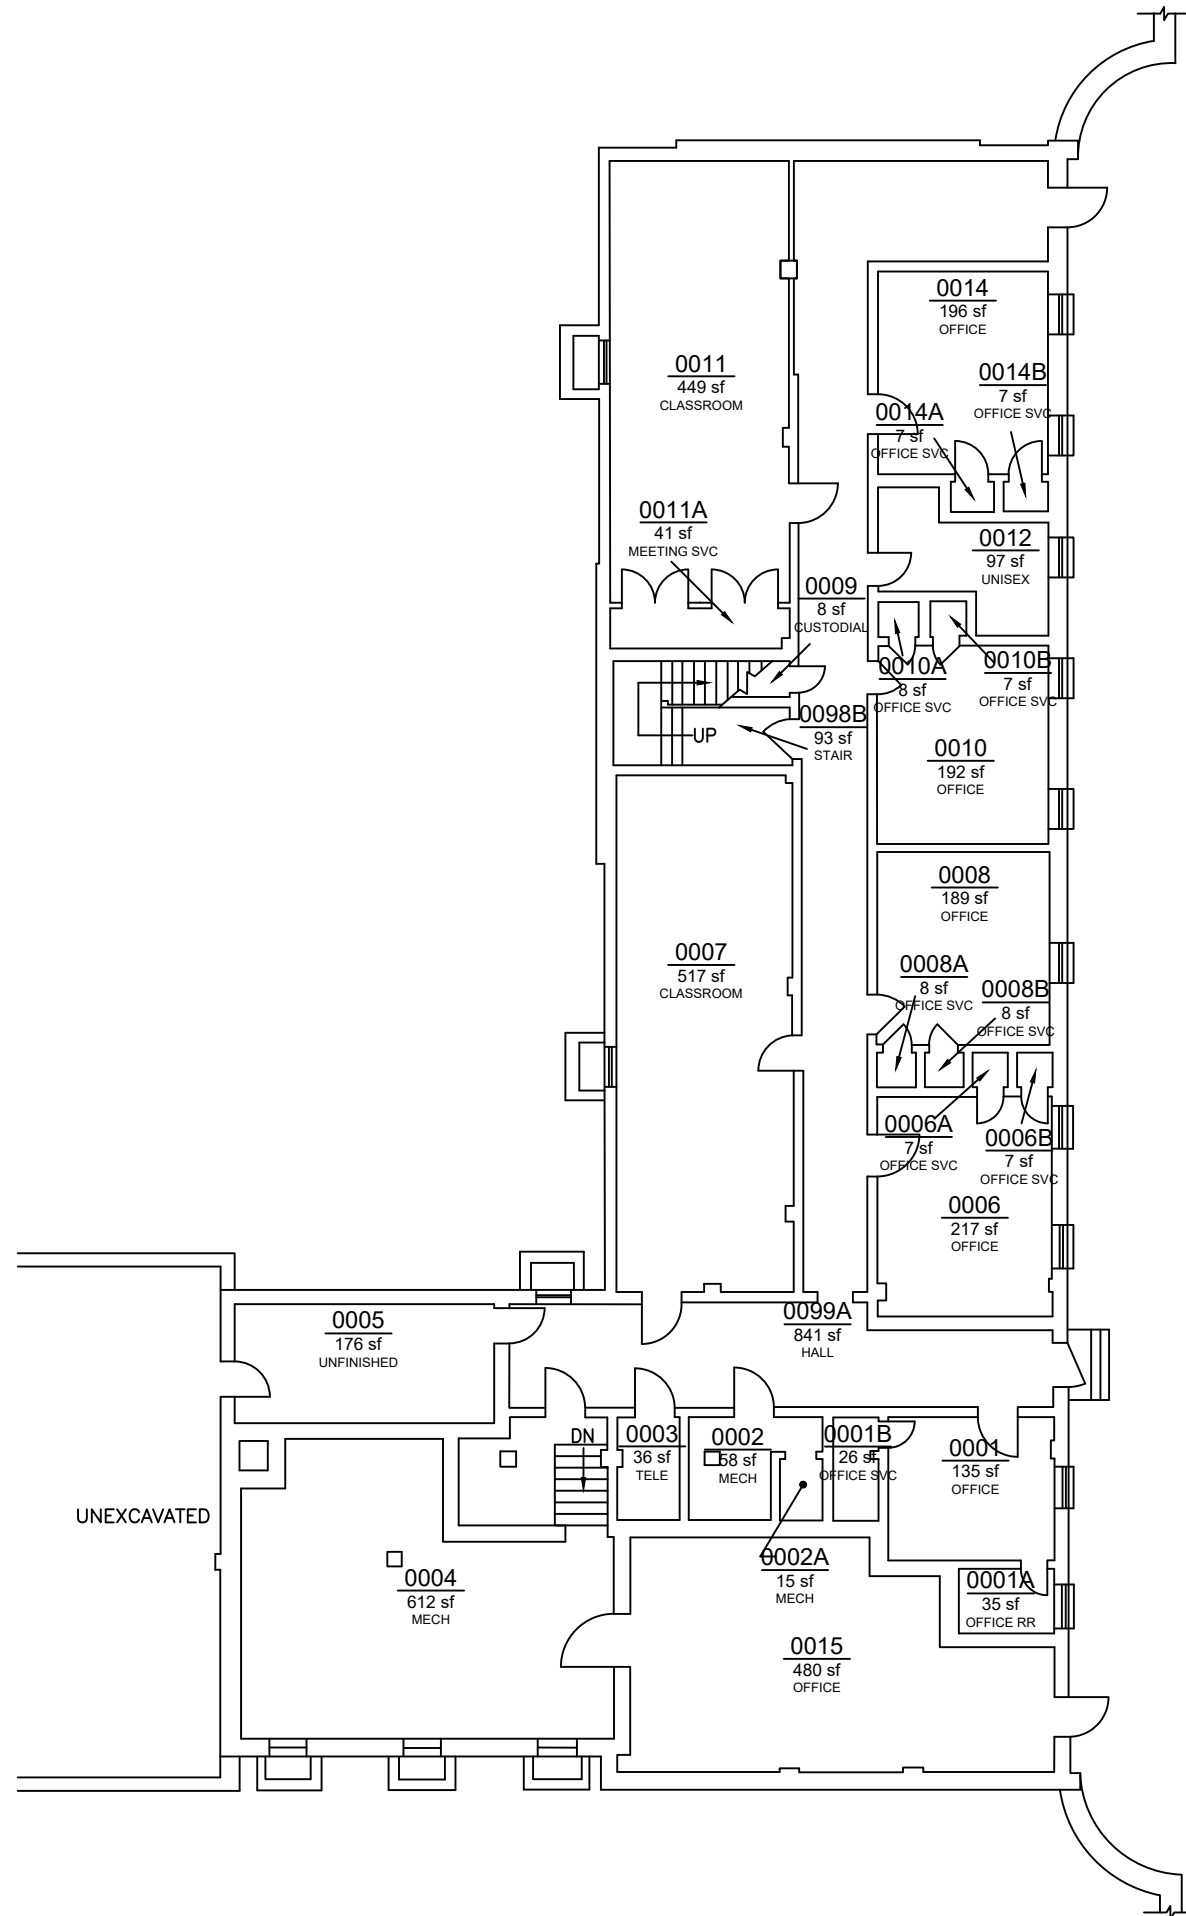 0014
196 sf
OFFICE
0011
449 sf
CLASSROOM
0014B
7 sf
OFFICE SVC
0014A
7 sf
OFFICE SVC
0011A
41 sf
MEETING SVC
0012
97 sf
UNISEX
0009
8 sf
CUSTODIAL
0010A
8 sf
OFFICE SVC
0010B
7 sf
OFFICE SVC
0098B
93 sf
STAIR
UP
0010
192 sf
OFFICE
0008
189 sf
OFFICE
0007
517 sf
CLASSROOM
0008A
8 sf
OFFICE SVC
0008B
8 sf
OFFICE SVC
0006A
7 sf
OFFICE SVC
0006B
7 sf
OFFICE SVC
0006
217 sf
OFFICE
0099A
841 sf
HALL
0005
176 sf
UNFINISHED
DN
0003
36 sf
TELE
0002
58 sf
MECH
0001B
26 sf
OFFICE SVC
0001
135 sf
OFFICE
UNEXCAVATED
0004
612 sf
MECH
0002A
15 sf
MECH
0001A
35 sf
OFFICE RR
0015
480 sf
OFFICE